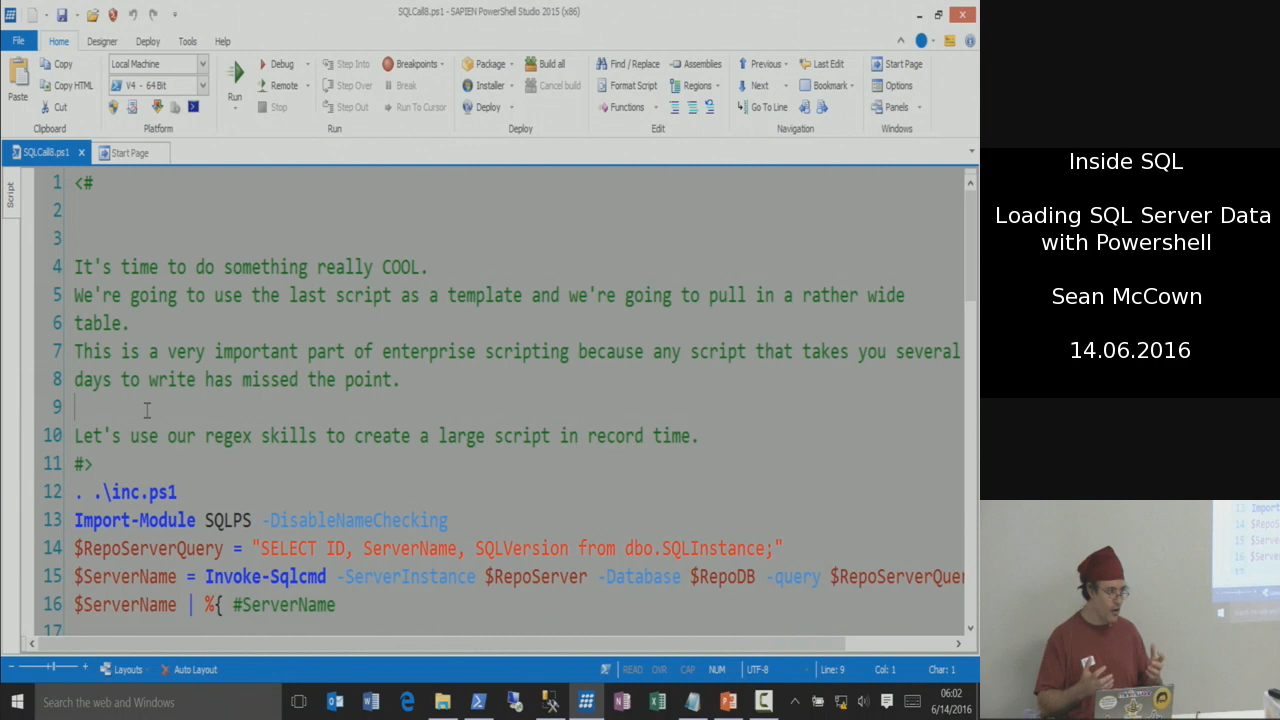 SQLCall8.ps1 - SAPIEN PowerShell Studio 2015 (x86)
File Home Designer Deploy Tools Help
Paste
Copy
Copy HTML
Cut
Clipboard
Local Machine
V4 - 64 Bit
Platform
Run
Debug
Remote
Stop
Step Into
Step Over
Step Out
Breakpoints
Break
Run To Cursor
Run
Package
Installer
Deploy
Build all
Cancel build
Deploy
Find / Replace
Format Script
Functions
Assemblies
Regions
Edit
Previous
Next
Go To Line
Last Edit
Bookmark
Navigation
Start Page
Options
Panels
Windows
SQLCall8.ps1 Start Page
Script
1 <#
2
3
4 It's time to do something really COOL.
5 We're going to use the last script as a template and we're going to pull in a rather wide
6 table.
7 This is a very important part of enterprise scripting because any script that takes you several
8 days to write has missed the point.
9
10 Let's use our regex skills to create a large script in record time.
11 #>
12 . .\inc.ps1
13 Import-Module SQLPS -DisableNameChecking
14 $RepoServerQuery = "SELECT ID, ServerName, SQLVersion from dbo.SQLInstance;"
15 $ServerName = Invoke-Sqlcmd -ServerInstance $RepoServer -Database $RepoDB -query $RepoServerQuer
16 $ServerName | %{ #ServerName
17
Layouts Auto Layout READ OVR CAP NUM UTF-8 Line: 9 Col: 1 Char: 1
Search the web and Windows
06:02
6/14/2016
Inside SQL
Loading SQL Server Data
with Powershell
Sean McCown
14.06.2016
13 Import
14 $RepoS
15 $Serve
16 $Serve
17